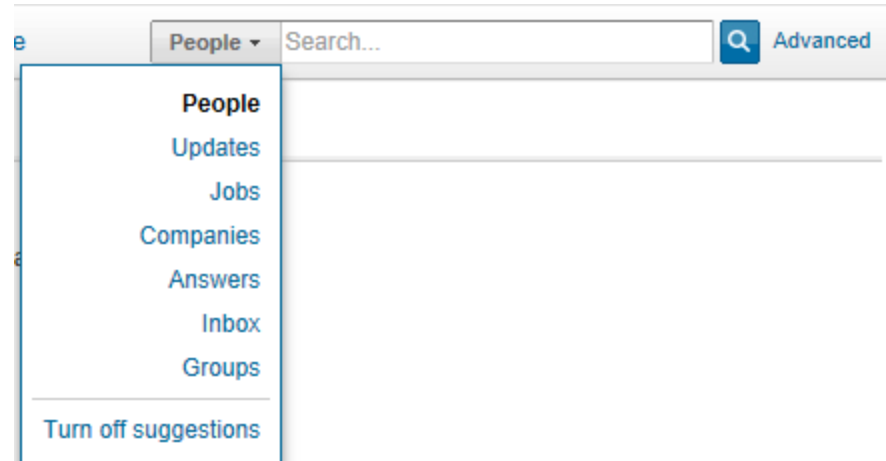 e People Search... Advanced
People
Updates
Jobs
Companies
a
Answers
Inbox
Groups
Turn off suggestions